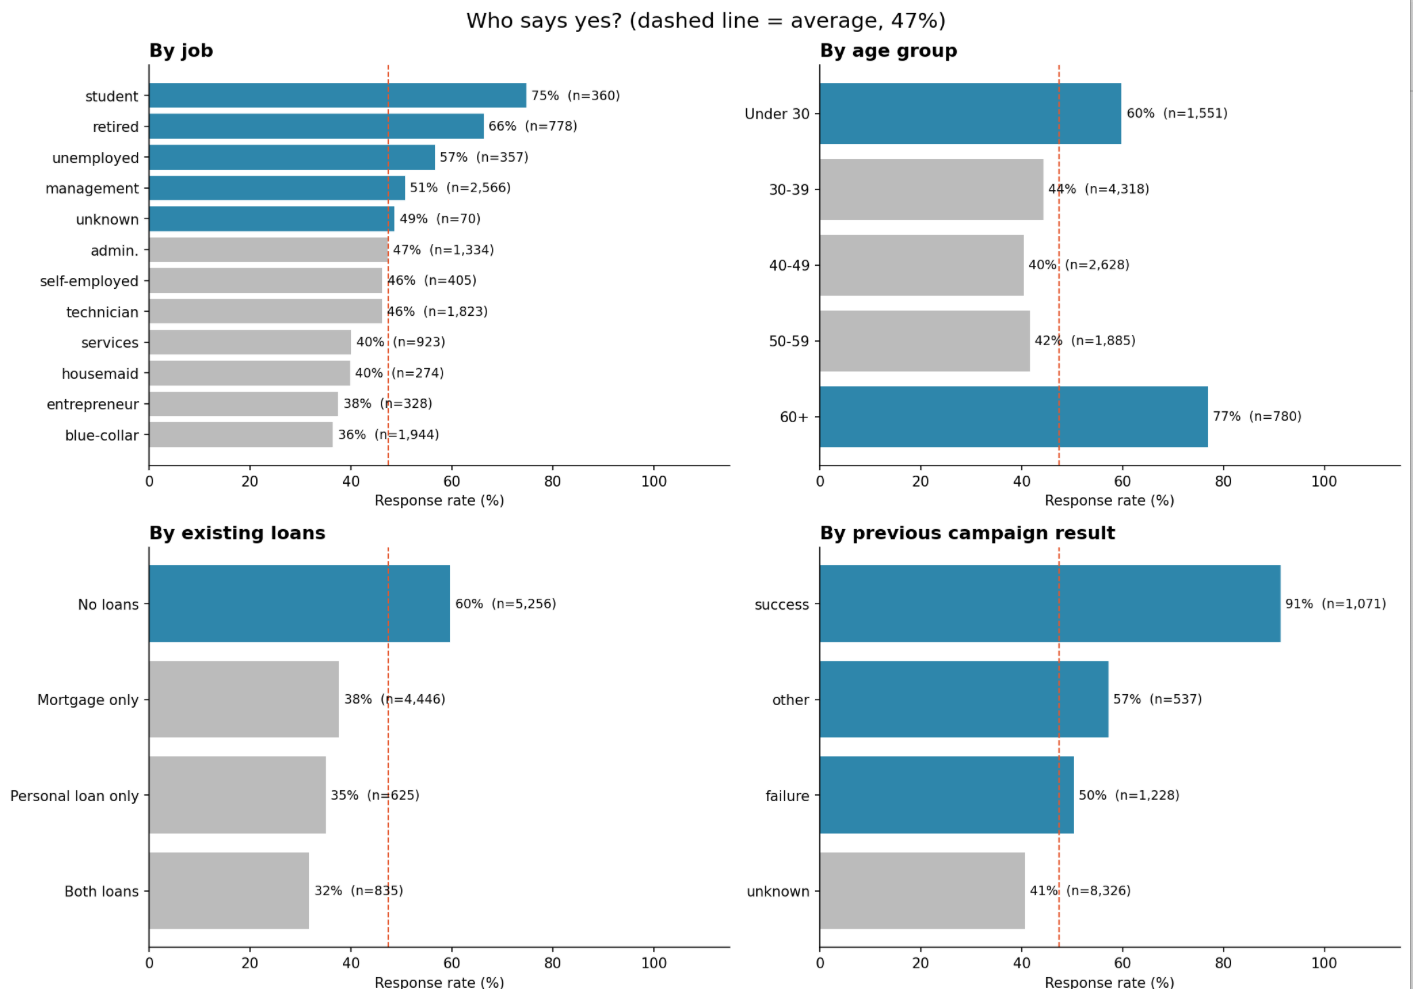 Who says yes? (dashed line = average, 47%)
By job
student 75% (n=360)
retired 66% (n=778)
unemployed 57% (n=357)
management 51% (n=2,566)
unknown 49% (n=70)
admin. 47% (n=1,334)
self-employed 46% (n=405)
technician 46% (n=1,823)
services 40% (n=923)
housemaid 40% (n=274)
entrepreneur 38% (n=328)
blue-collar 36% (n=1,944)
0 20 40 60 80 100
Response rate (%)
By age group
Under 30 60% (n=1,551)
30-39 44% (n=4,318)
40-49 40% (n=2,628)
50-59 42% (n=1,885)
60+ 77% (n=780)
0 20 40 60 80 100
Response rate (%)
By existing loans
No loans 60% (n=5,256)
Mortgage only 38% (n=4,446)
Personal loan only 35% (n=625)
Both loans 32% (n=835)
0 20 40 60 80 100
Response rate (%)
By previous campaign result
success 91% (n=1,071)
other 57% (n=537)
failure 50% (n=1,228)
unknown 41% (n=8,326)
0 20 40 60 80 100
Response rate (%)